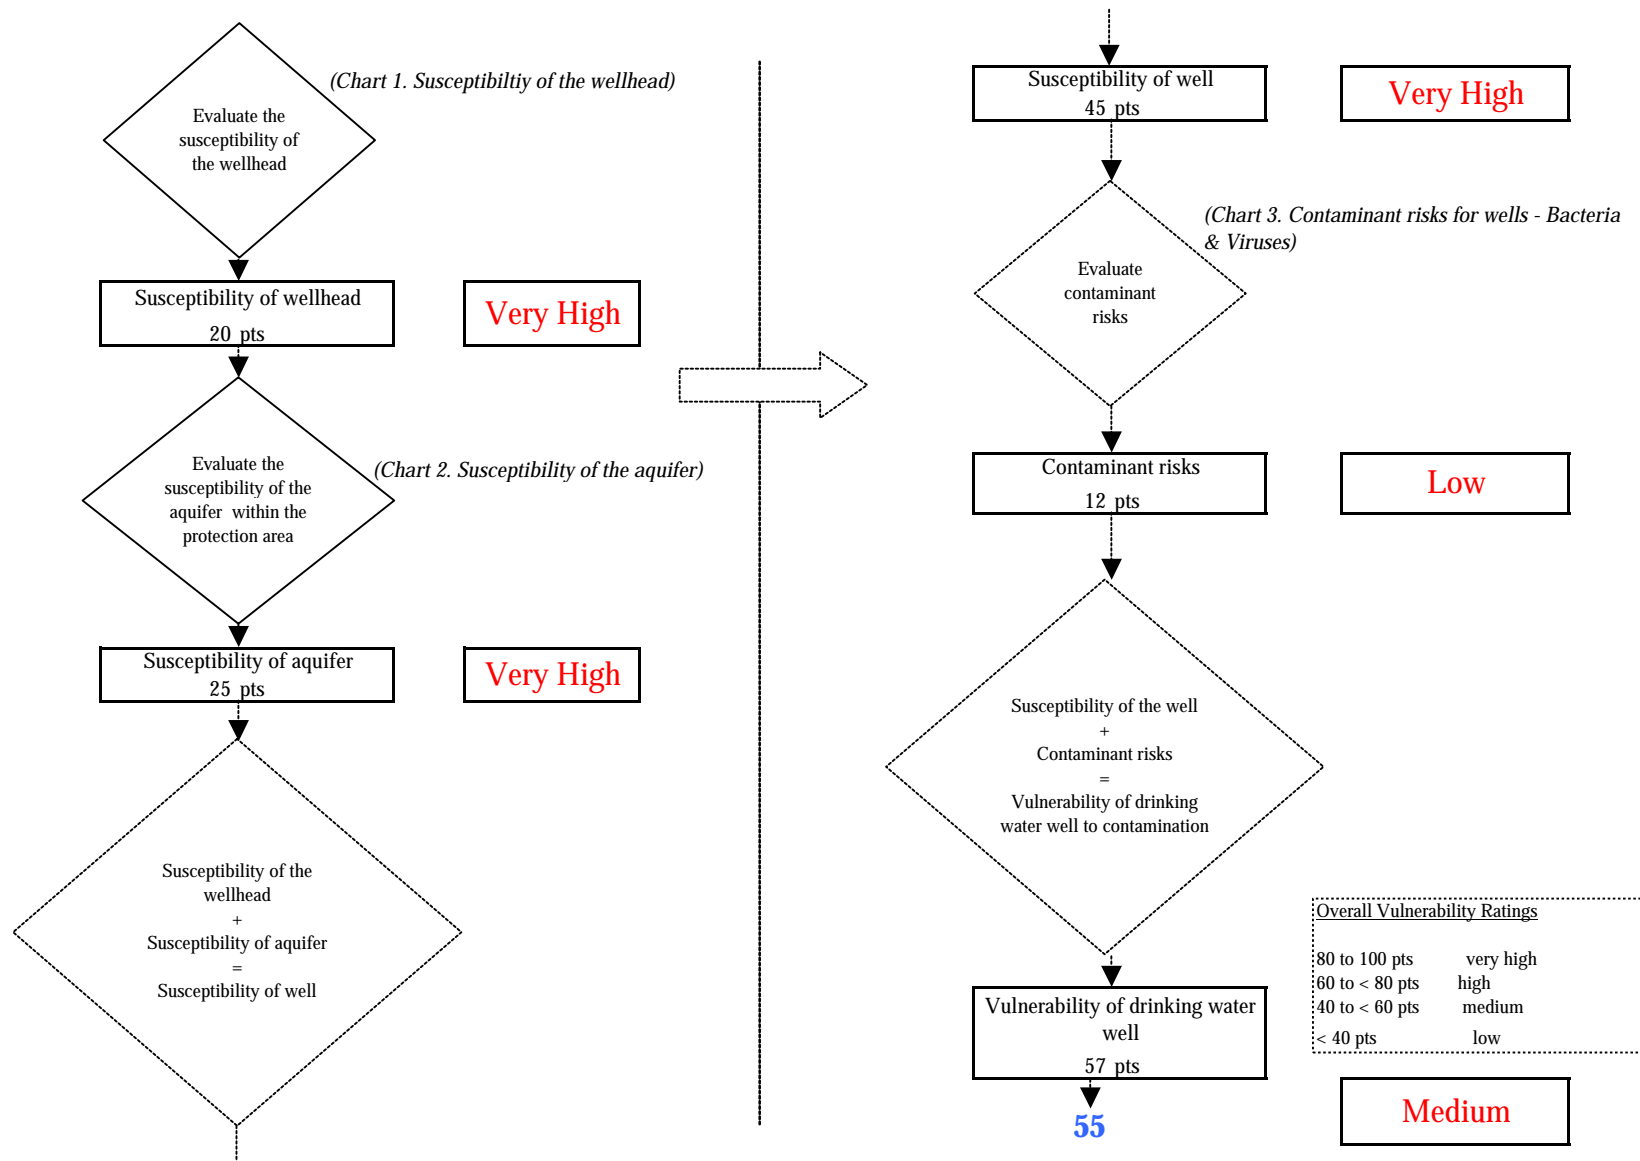 (Chart 1. Susceptibiltiy of the wellhead)
Evaluate the
susceptibility of
the wellhead
Susceptibility of wellhead
20 pts
Very High
Evaluate the
susceptibility of the
aquifer within the
protection area
(Chart 2. Susceptibility of the aquifer)
Susceptibility of aquifer
25 pts
Very High
Susceptibility of the
wellhead
+
Susceptibility of aquifer
=
Susceptibility of well
Susceptibility of well
45 pts
Very High
(Chart 3. Contaminant risks for wells - Bacteria
& Viruses)
Evaluate
contaminant
risks
Contaminant risks
12 pts
Low
Susceptibility of the well
+
Contaminant risks
=
Vulnerability of drinking
water well to contamination
Overall Vulnerability Ratings
80 to 100 pts very high
60 to < 80 pts high
40 to < 60 pts medium
< 40 pts low
Vulnerability of drinking water
well
57 pts
55
Medium